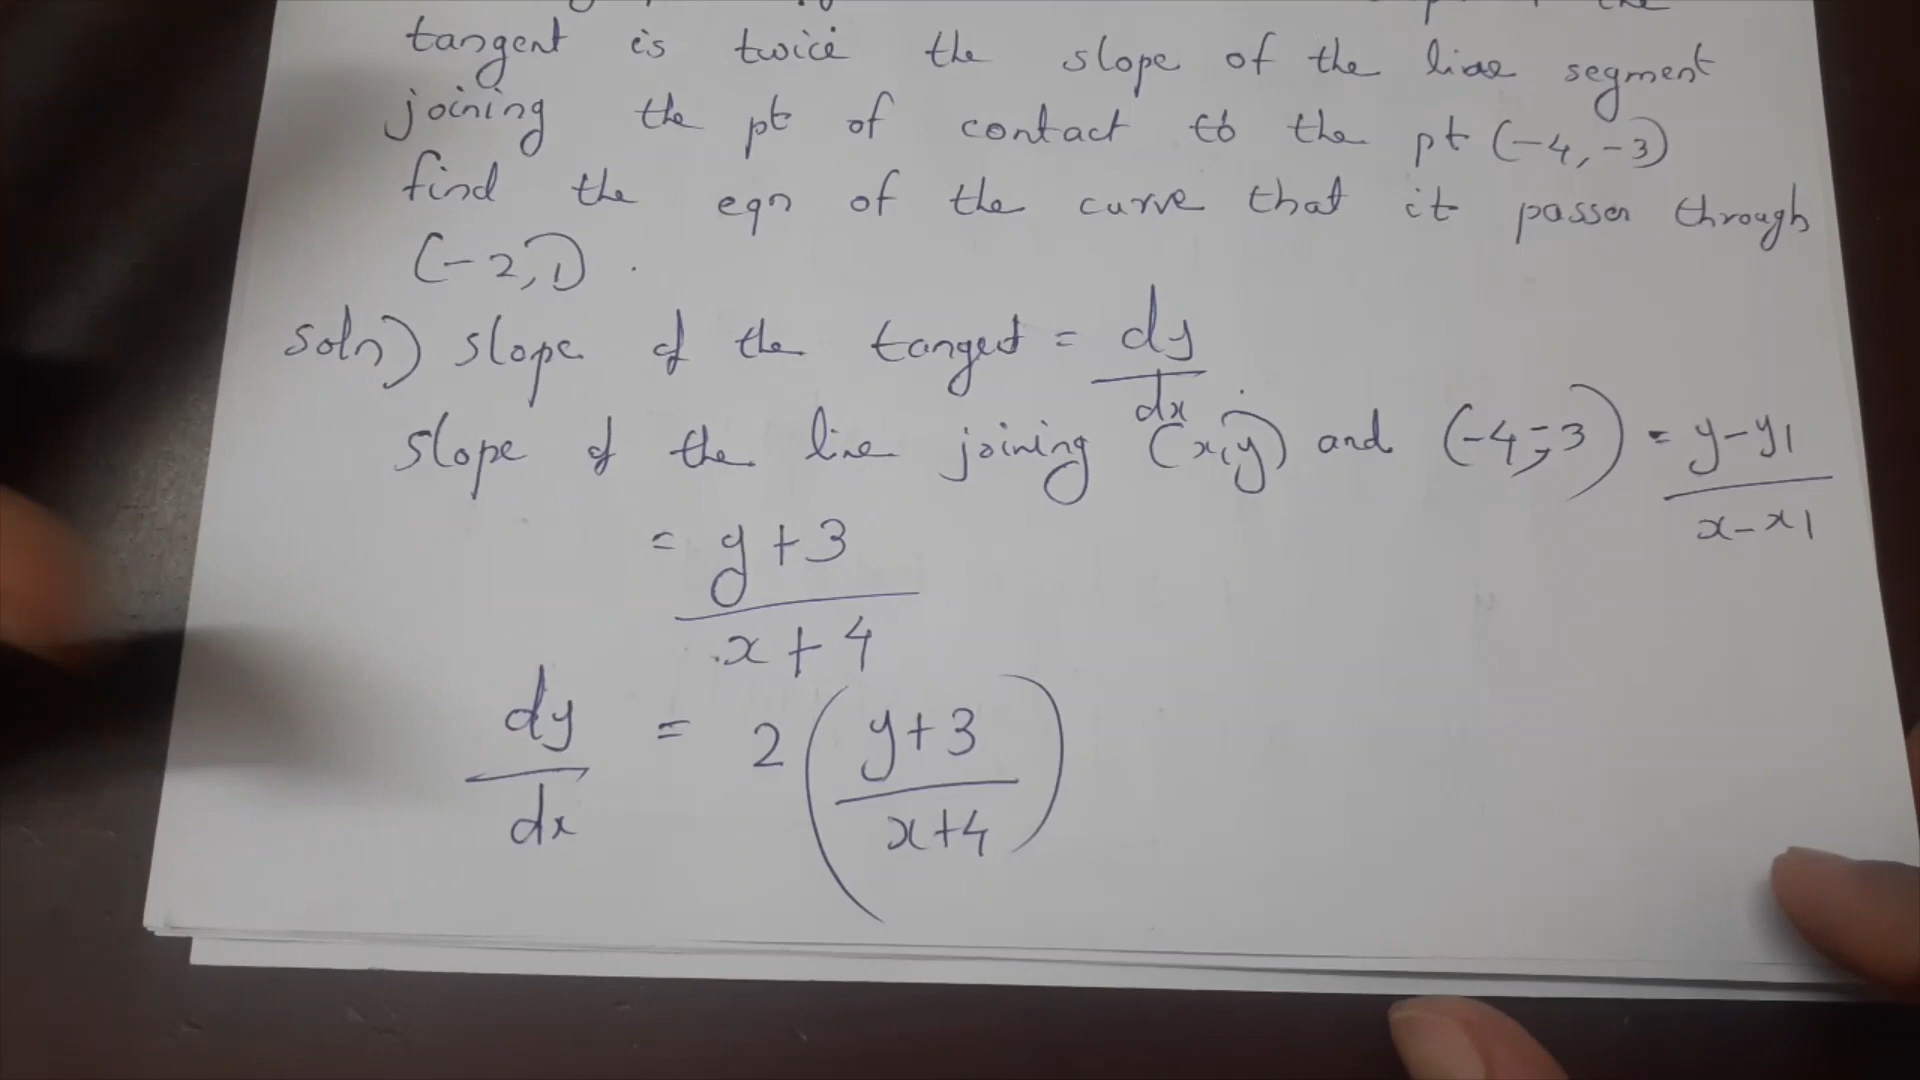 the
tangent is twice the slope of the line segment
joining the pt of contact to the pt (-4, -3)
find the eqn of the curve that it passes through
(-2,1).
soln) slope of the tangent = dy/dx
slope of the line joining (x,y) and (-4,-3) = y-y1/x-x1
= y+3/x+4
dy/dx = 2(y+3/x+4)